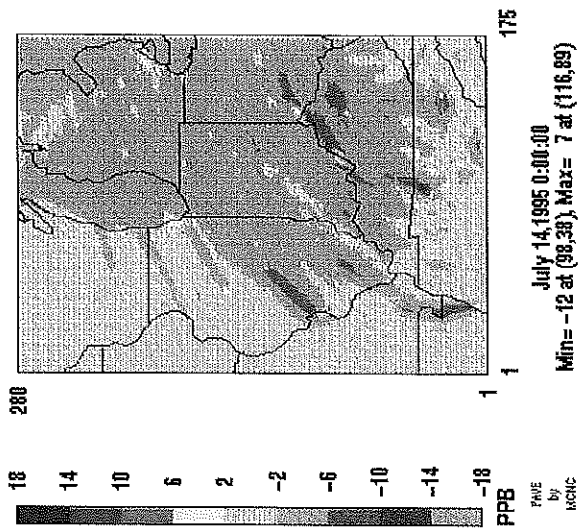 280
1
1
175
18
14
10
6
2
-2
-6
-10
-14
-18
PPB
PAVE
by
MCNC
July 14,1995 0:00:00
Min= -12 at (98,38), Max= 7 at (116,89)